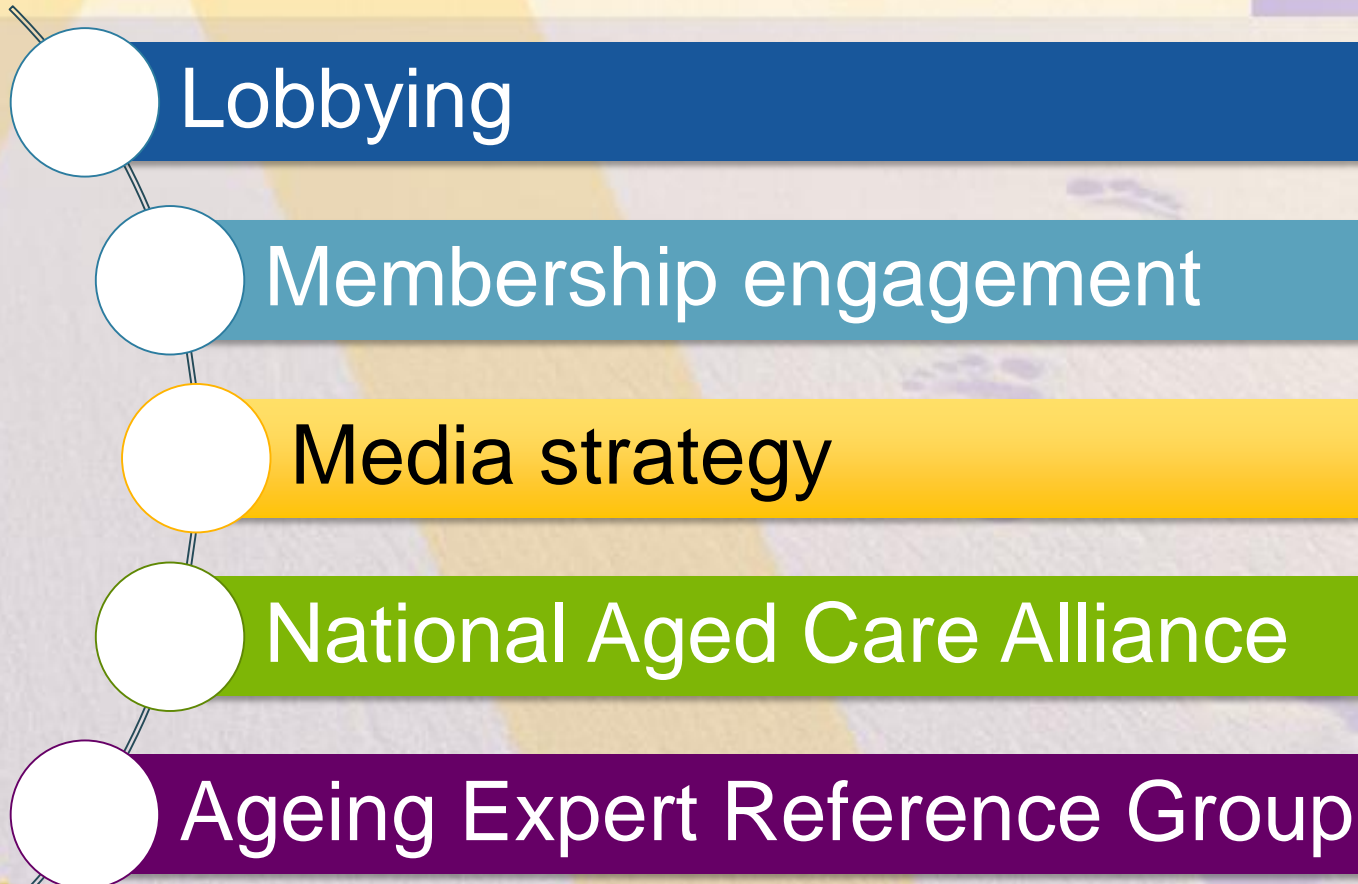 Lobbying
Membership engagement
Media strategy
National Aged Care Alliance
Ageing Expert Reference Group